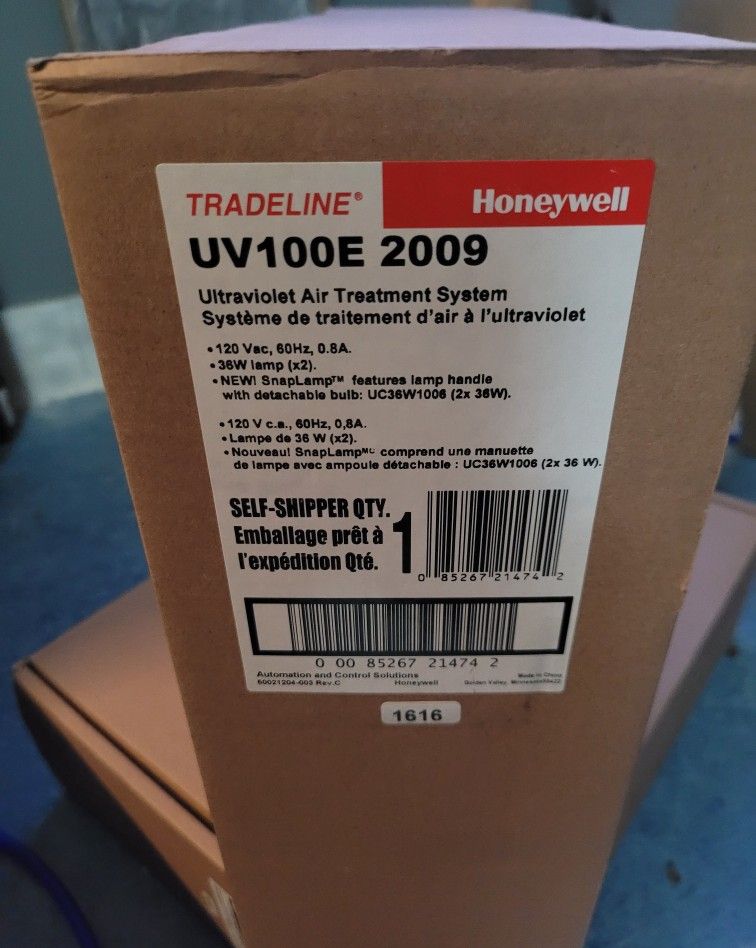 TRADELINE® Honeywell
UV100E 2009
Ultraviolet Air Treatment System
Système de traitement d'air à l'ultraviolet
• 120 Vac, 60Hz, 0.8A.
• 36W lamp (x2).
• NEW! SnapLamp™ features lamp handle
with detachable bulb: UC36W1006 (2x 36W).
• 120 V c.a., 60Hz, 0,8A.
• Lampe de 36 W (x2).
• Nouveau! SnapLampᴹᶜ comprend une manuette
de lampe avec ampoule détachable : UC36W1006 (2x 36 W).
SELF-SHIPPER QTY.
Emballage prêt à
l'expédition Qté.
1
0 85267 21474 2
0 00 85267 21474 2
Automation and Control Solutions Made in China
60021204-003 Rev.C Honeywell Golden Valley, Minnesota 55422
1616